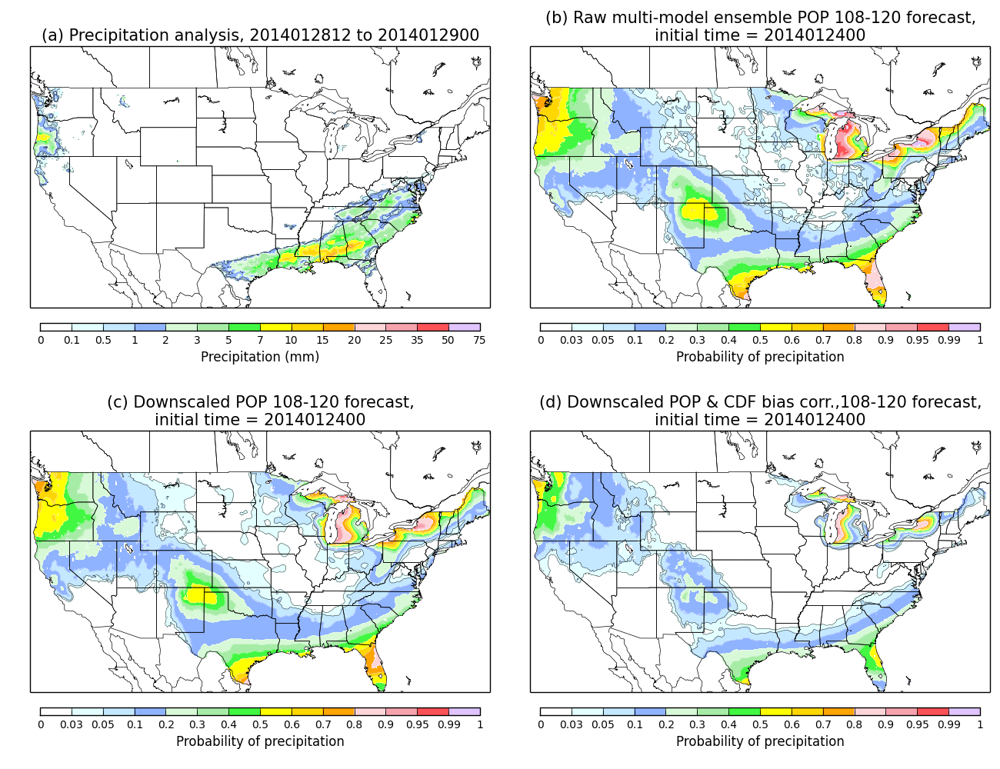 (a) Precipitation analysis, 2014012812 to 2014012900
0 0.1 0.5 1 2 3 5 7 10 15 20 25 35 50 75
Precipitation (mm)
(b) Raw multi-model ensemble POP 108-120 forecast,
initial time = 2014012400
0 0.03 0.05 0.1 0.2 0.3 0.4 0.5 0.6 0.7 0.8 0.9 0.95 0.99 1
Probability of precipitation
(c) Downscaled POP 108-120 forecast,
initial time = 2014012400
0 0.03 0.05 0.1 0.2 0.3 0.4 0.5 0.6 0.7 0.8 0.9 0.95 0.99 1
Probability of precipitation
(d) Downscaled POP & CDF bias corr.,108-120 forecast,
initial time = 2014012400
0 0.03 0.05 0.1 0.2 0.3 0.4 0.5 0.6 0.7 0.8 0.9 0.95 0.99 1
Probability of precipitation